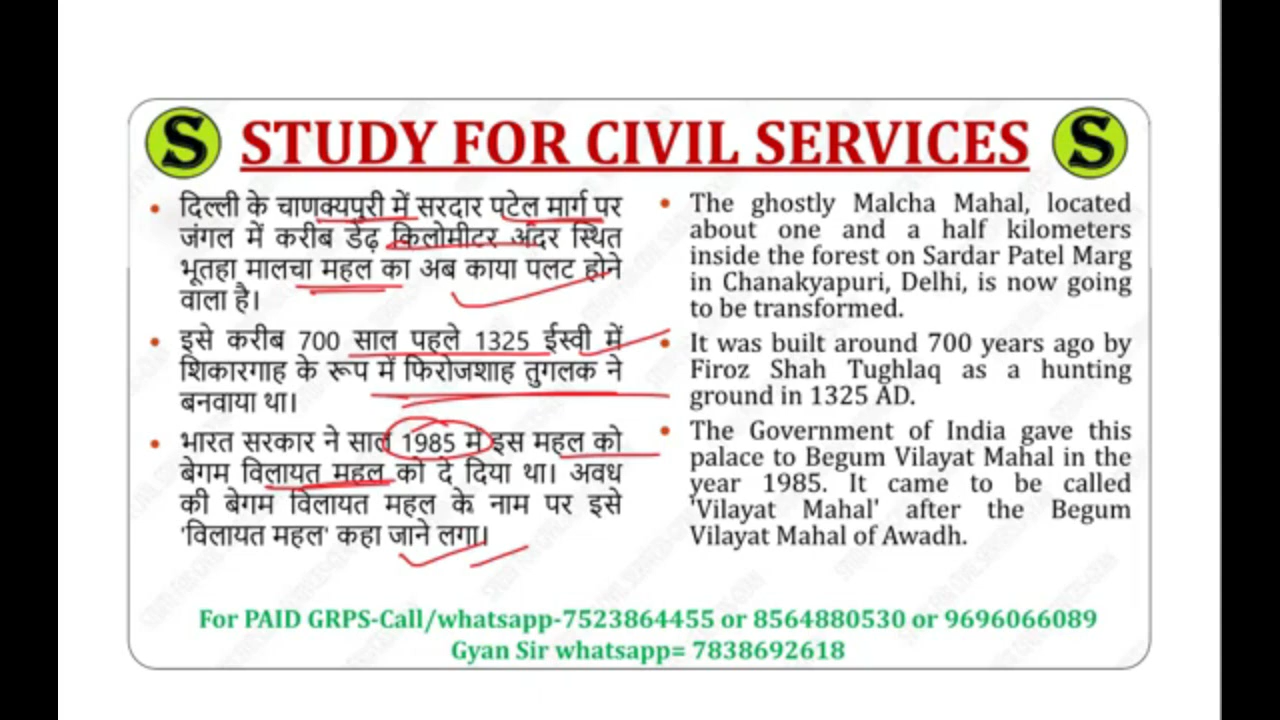 S STUDY FOR CIVIL SERVICES S
दिल्ली के चाणक्यपुरी में सरदार पटेल मार्ग पर
जंगल में करीब डेढ़ किलोमीटर अंदर स्थित
भूतहा मालचा महल का अब काया पलट होने
वाला है।
इसे करीब 700 साल पहले 1325 ईस्वी में
शिकारगाह के रूप में फिरोजशाह तुगलक ने
बनवाया था।
भारत सरकार ने साल 1985 में इस महल को
बेगम विलायत महल को दे दिया था। अवध
की बेगम विलायत महल के नाम पर इसे
'विलायत महल' कहा जाने लगा।
The ghostly Malcha Mahal, located
about one and a half kilometers
inside the forest on Sardar Patel Marg
in Chanakyapuri, Delhi, is now going
to be transformed.
It was built around 700 years ago by
Firoz Shah Tughlaq as a hunting
ground in 1325 AD.
The Government of India gave this
palace to Begum Vilayat Mahal in the
year 1985. It came to be called
'Vilayat Mahal' after the Begum
Vilayat Mahal of Awadh.
For PAID GRPS-Call/whatsapp-7523864455 or 8564880530 or 9696066089
Gyan Sir whatsapp= 7838692618